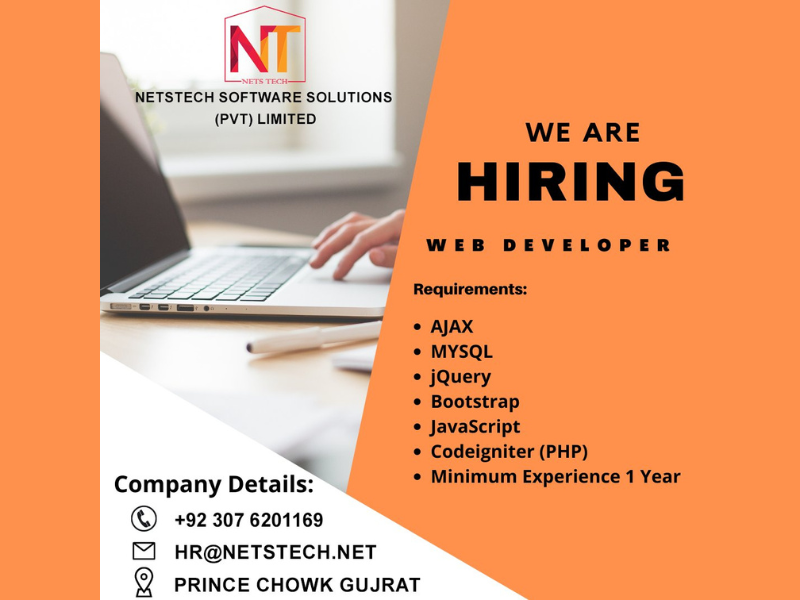 NT
NETS TECH
NETSTECH SOFTWARE SOLUTIONS
(PVT) LIMITED
WE ARE
HIRING
WEB DEVELOPER
Requirements:
• AJAX
• MYSQL
• jQuery
• Bootstrap
• JavaScript
• Codeigniter (PHP)
• Minimum Experience 1 Year
Company Details:
+92 307 6201169
HR@NETSTECH.NET
PRINCE CHOWK GUJRAT